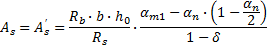 A_s = A_s^' = \frac{R_b \cdot b \cdot h_0}{R_s} \cdot \frac{\alpha_{m1} - \alpha_n \cdot \left(1 - \frac{\alpha_n}{2}\right)}{1 - \delta}